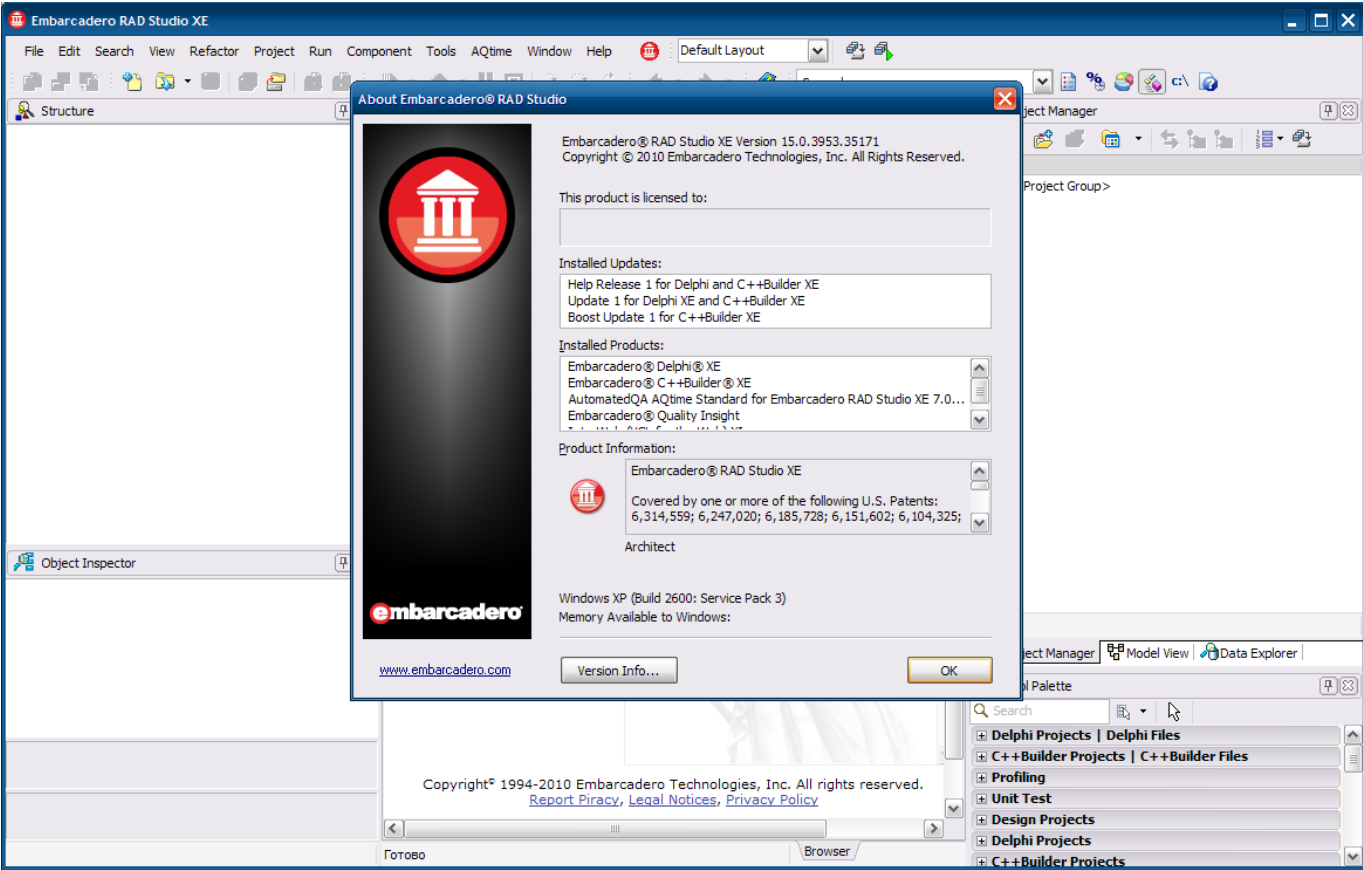 Embarcadero RAD Studio XE
File Edit Search View Refactor Project Run Component Tools AQtime Window Help
Default Layout
C:\
Structure
ject Manager
Project Group>
About Embarcadero® RAD Studio
Embarcadero® RAD Studio XE Version 15.0.3953.35171
Copyright © 2010 Embarcadero Technologies, Inc. All Rights Reserved.
This product is licensed to:
Installed Updates:
Help Release 1 for Delphi and C++Builder XE
Update 1 for Delphi XE and C++Builder XE
Boost Update 1 for C++Builder XE
Installed Products:
Embarcadero® Delphi® XE
Embarcadero® C++Builder® XE
AutomatedQA AQtime Standard for Embarcadero RAD Studio XE 7.0...
Embarcadero® Quality Insight
Product Information:
Embarcadero® RAD Studio XE
Covered by one or more of the following U.S. Patents:
6,314,559; 6,247,020; 6,185,728; 6,151,602; 6,104,325;
Architect
Windows XP (Build 2600: Service Pack 3)
Memory Available to Windows:
embarcadero
www.embarcadero.com
Version Info...
OK
Object Inspector
ject Manager
Model View
Data Explorer
l Palette
Search
Delphi Projects | Delphi Files
C++Builder Projects | C++Builder Files
Profiling
Unit Test
Design Projects
Delphi Projects
C++Builder Projects
Copyright© 1994-2010 Embarcadero Technologies, Inc. All rights reserved.
Report Piracy, Legal Notices, Privacy Policy
Browser
Готово